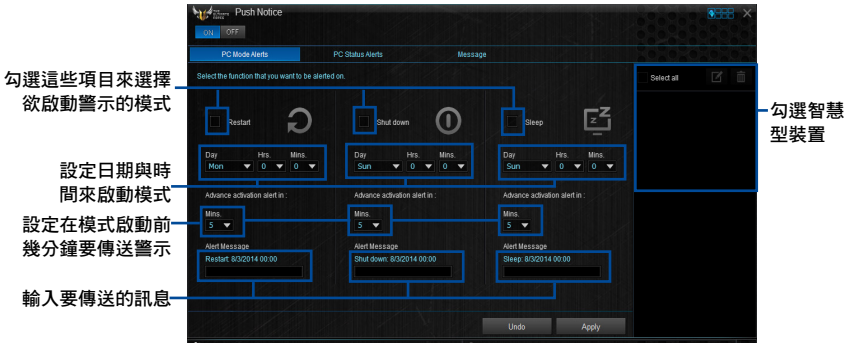 Push Notice
ON OFF
PC Mode Alerts PC Status Alerts Message
Select the function that you want to be alerted on.
Select all
勾選這些項目來選擇
欲啟動警示的模式
Restart Shut down Sleep
勾選智慧
型裝置
設定日期與時
間來啟動模式
Day Hrs. Mins. Day Hrs. Mins. Day Hrs. Mins.
Mon 0 0 Sun 0 0 Sun 0 0
Advance activation alert in : Advance activation alert in : Advance activation alert in :
設定在模式啟動前
幾分鐘要傳送警示
Mins. Mins. Mins.
5 5 5
Alert Message Alert Message Alert Message
Restart: 8/3/2014 00:00 Shut down: 8/3/2014 00:00 Sleep: 8/3/2014 00:00
輸入要傳送的訊息
Undo Apply